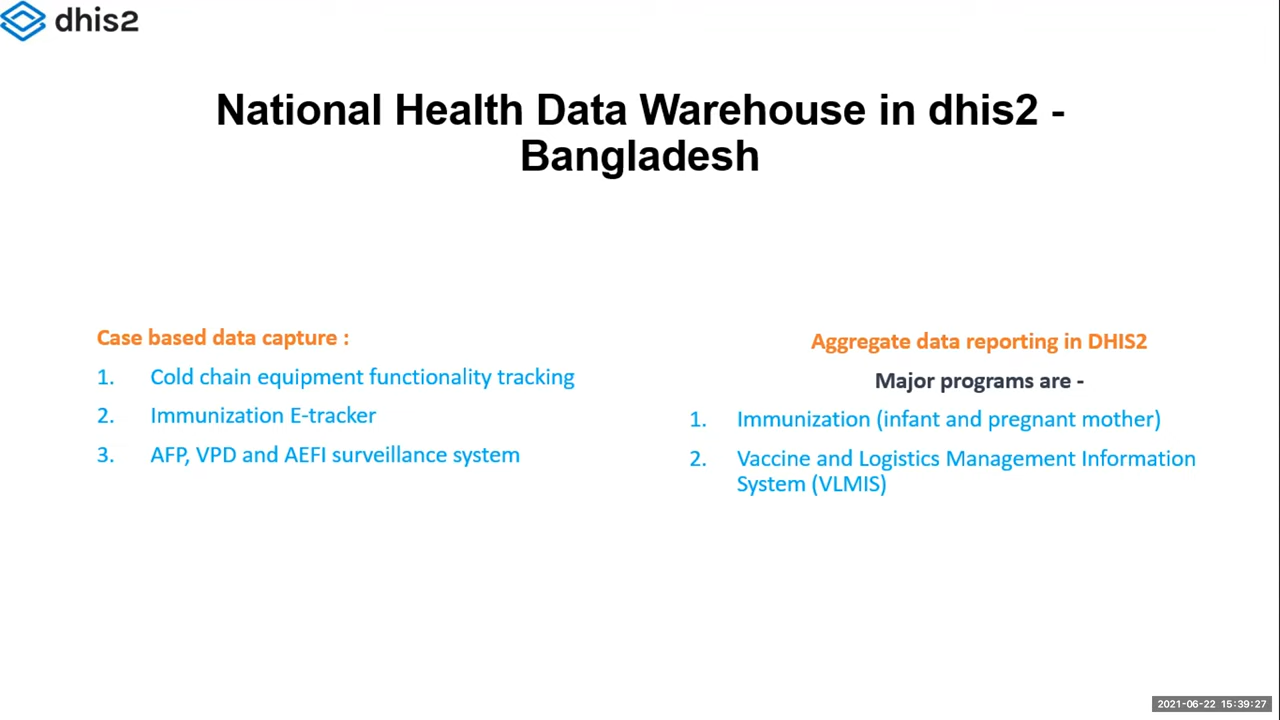 dhis2
National Health Data Warehouse in dhis2 -
Bangladesh
Case based data capture :
1. Cold chain equipment functionality tracking
2. Immunization E-tracker
3. AFP, VPD and AEFI surveillance system
Aggregate data reporting in DHIS2
Major programs are -
1. Immunization (infant and pregnant mother)
2. Vaccine and Logistics Management Information
System (VLMIS)
2021-06-22 15:39:27